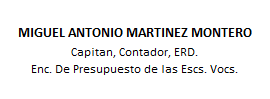 MIGUEL ANTONIO MARTINEZ MONTERO
Capitan, Contador, ERD.
Enc. De Presupuesto de las Escs. Vocs.